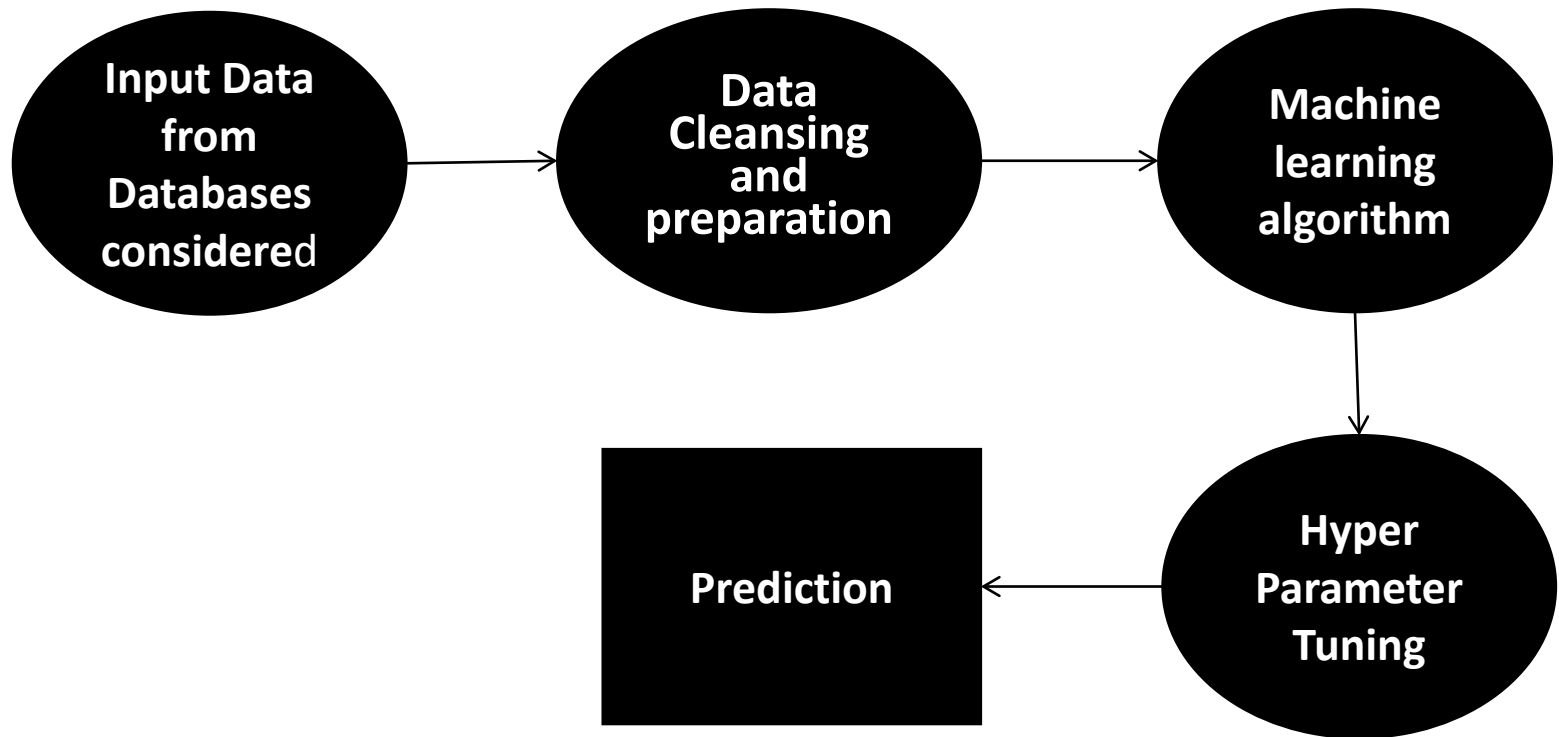 Input Data
from
Databases
considered
Data
Cleansing
and
preparation
Machine
learning
algorithm
Hyper
Parameter
Tuning
Prediction